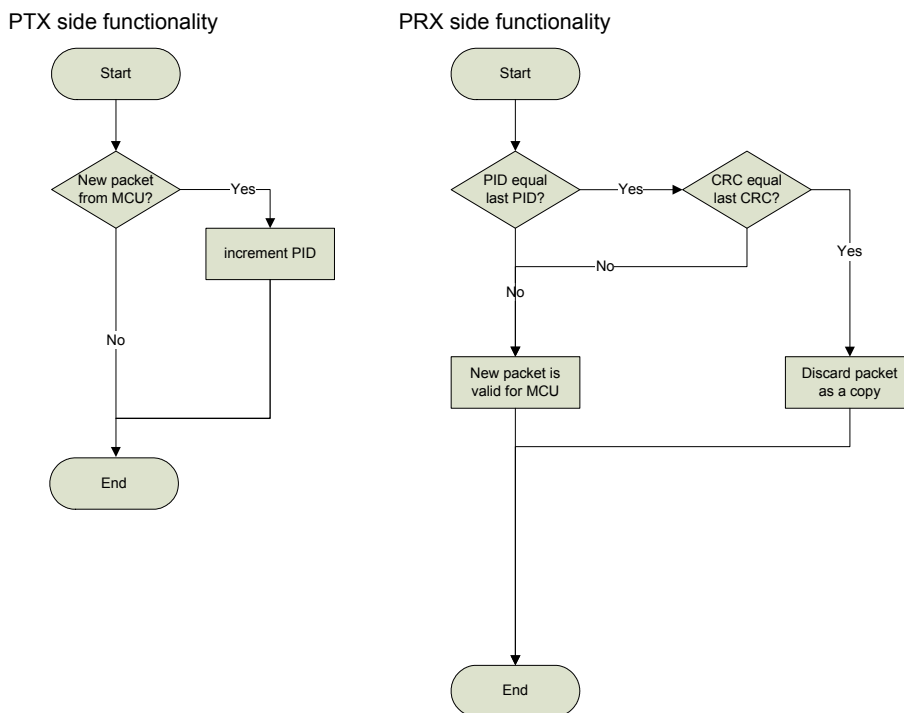 PTX side functionality
Start
New packet
from MCU?
Yes
increment PID
No
End
PRX side functionality
Start
PID equal
last PID?
Yes
CRC equal
last CRC?
No
Yes
No
New packet is
valid for MCU
Discard packet
as a copy
End